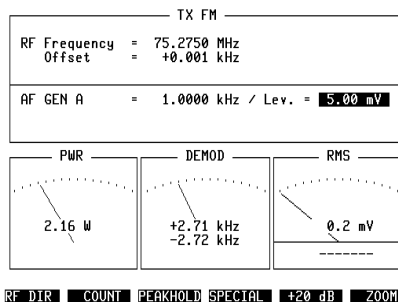 TX FM
RF Frequency = 75.2750 MHz
Offset = +0.001 kHz
AF GEN A = 1.0000 kHz / Lev. = 5.00 mV
PWR DEMOD RMS
2.16 W +2.71 kHz 0.2 mV
-2.72 kHz
-------
RF DIR COUNT PEAKHOLD SPECIAL +20 dB ZOOM